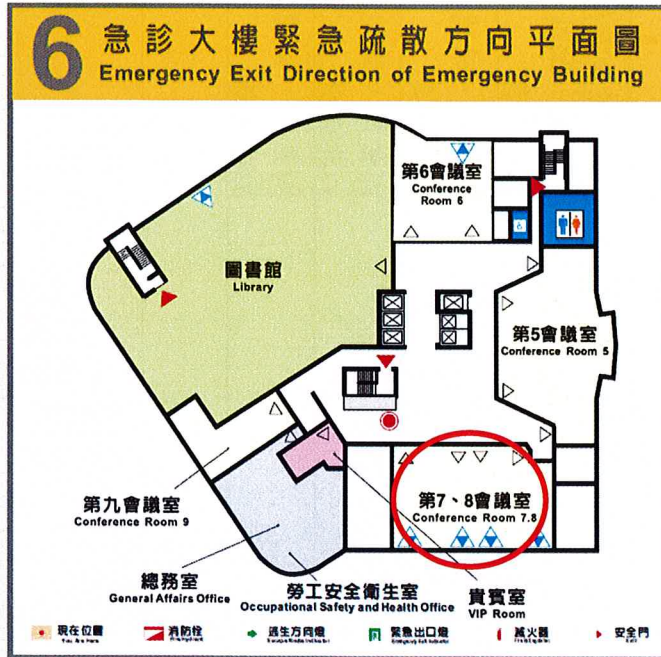 6
急診大樓緊急疏散方向平面圖
Emergency Exit Direction of Emergency Building
第6會議室
Conference
Room 6
圖書館
Library
第5會議室
Conference Room 5
第7、8會議室
Conference Room 7.8
第九會議室
Conference Room 9
總務室
General Affairs Office
勞工安全衛生室
Occupational Safety and Health Office
貴賓室
VIP Room
現在位置
You Are Here
消防栓
逃生方向燈
緊急出口燈
滅火器
安全門
Exit